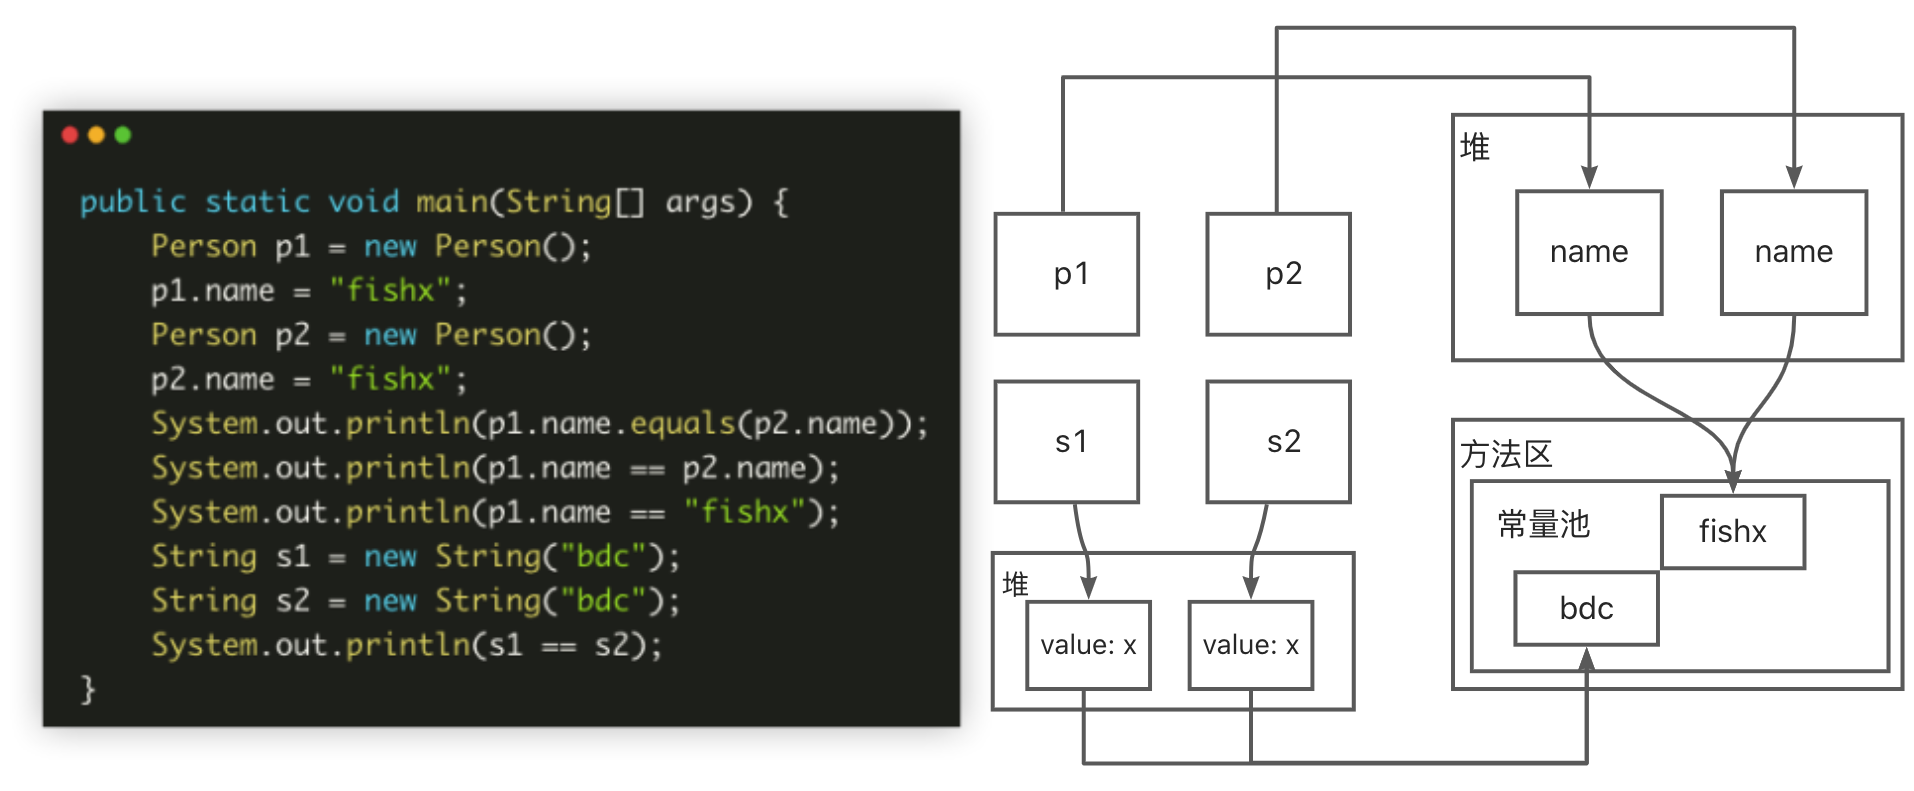 public static void main(String[] args) {
Person p1 = new Person();
p1.name = "fishx";
Person p2 = new Person();
p2.name = "fishx";
System.out.println(p1.name.equals(p2.name));
System.out.println(p1.name == p2.name);
System.out.println(p1.name == "fishx");
String s1 = new String("bdc");
String s2 = new String("bdc");
System.out.println(s1 == s2);
}
p1
p2
s1
s2
堆
value: x
value: x
堆
name
name
方法区
常量池
fishx
bdc